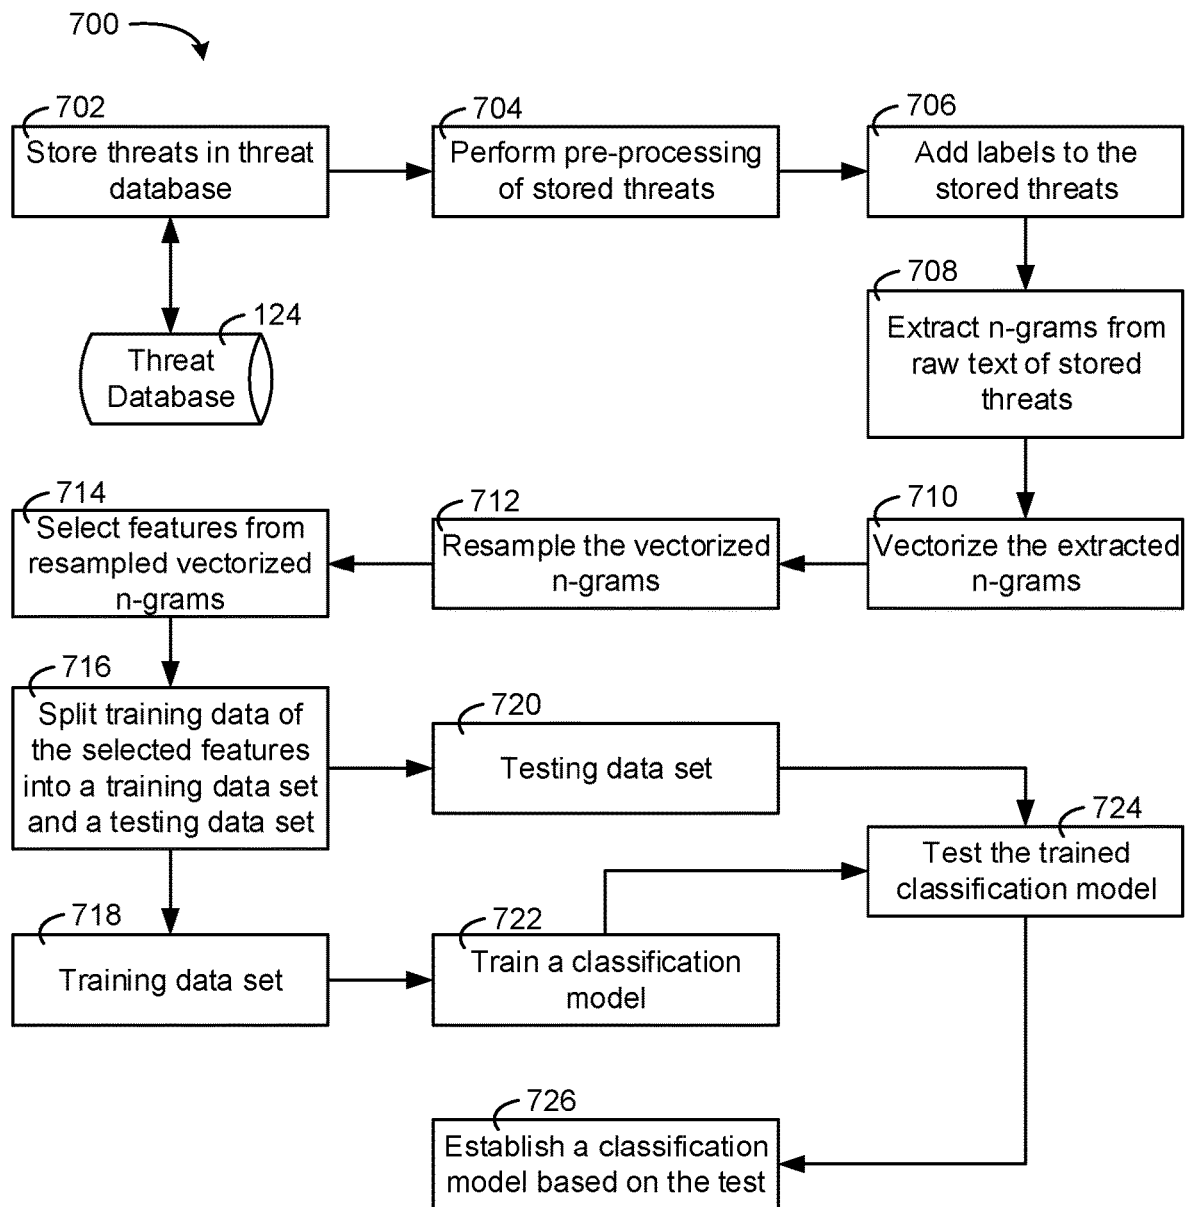 700
702
Store threats in threat
database
704
Perform pre-processing
of stored threats
706
Add labels to the
stored threats
124
Threat
Database
708
Extract n-grams from
raw text of stored
threats
710
Vectorize the extracted
n-grams
712
Resample the vectorized
n-grams
714
Select features from
resampled vectorized
n-grams
716
Split training data of
the selected features
into a training data set
and a testing data set
720
Testing data set
718
Training data set
722
Train a classification
model
724
Test the trained
classification model
726
Establish a classification
model based on the test